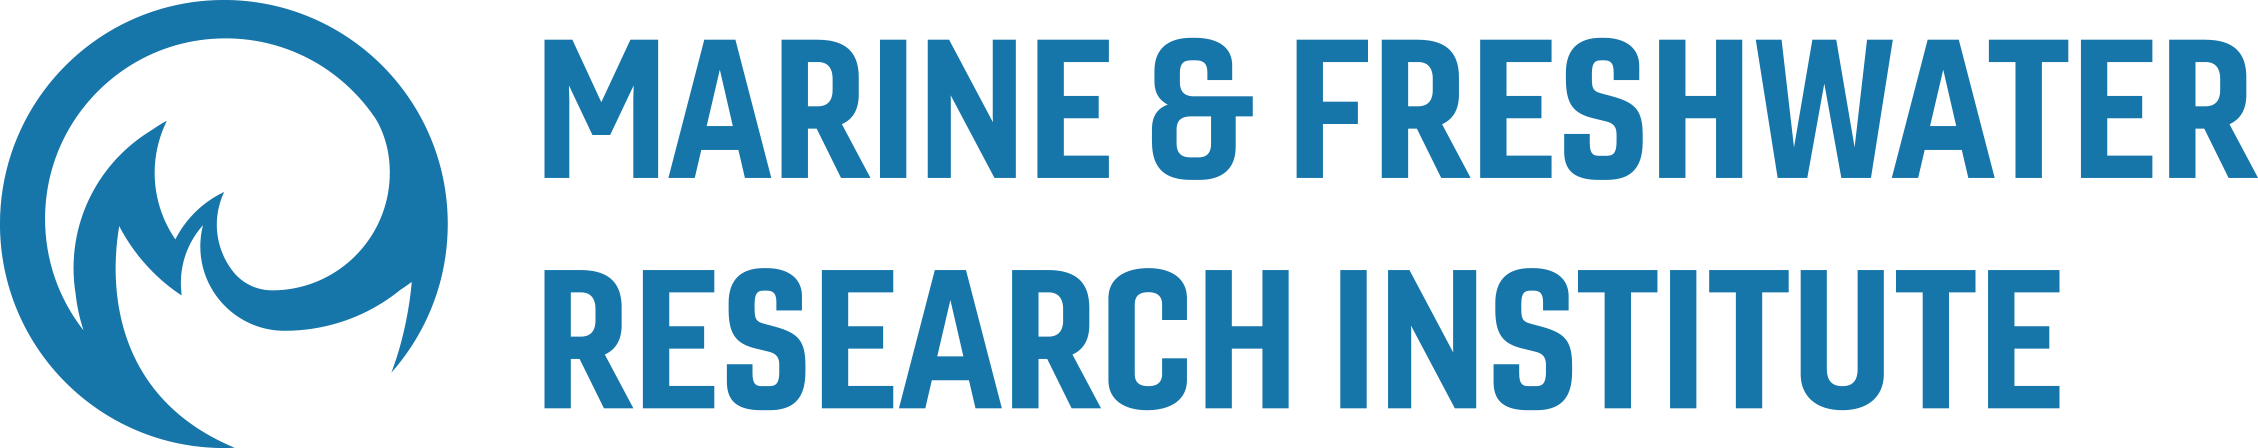 MARINE & FRESHWATER
RESEARCH INSTITUTE